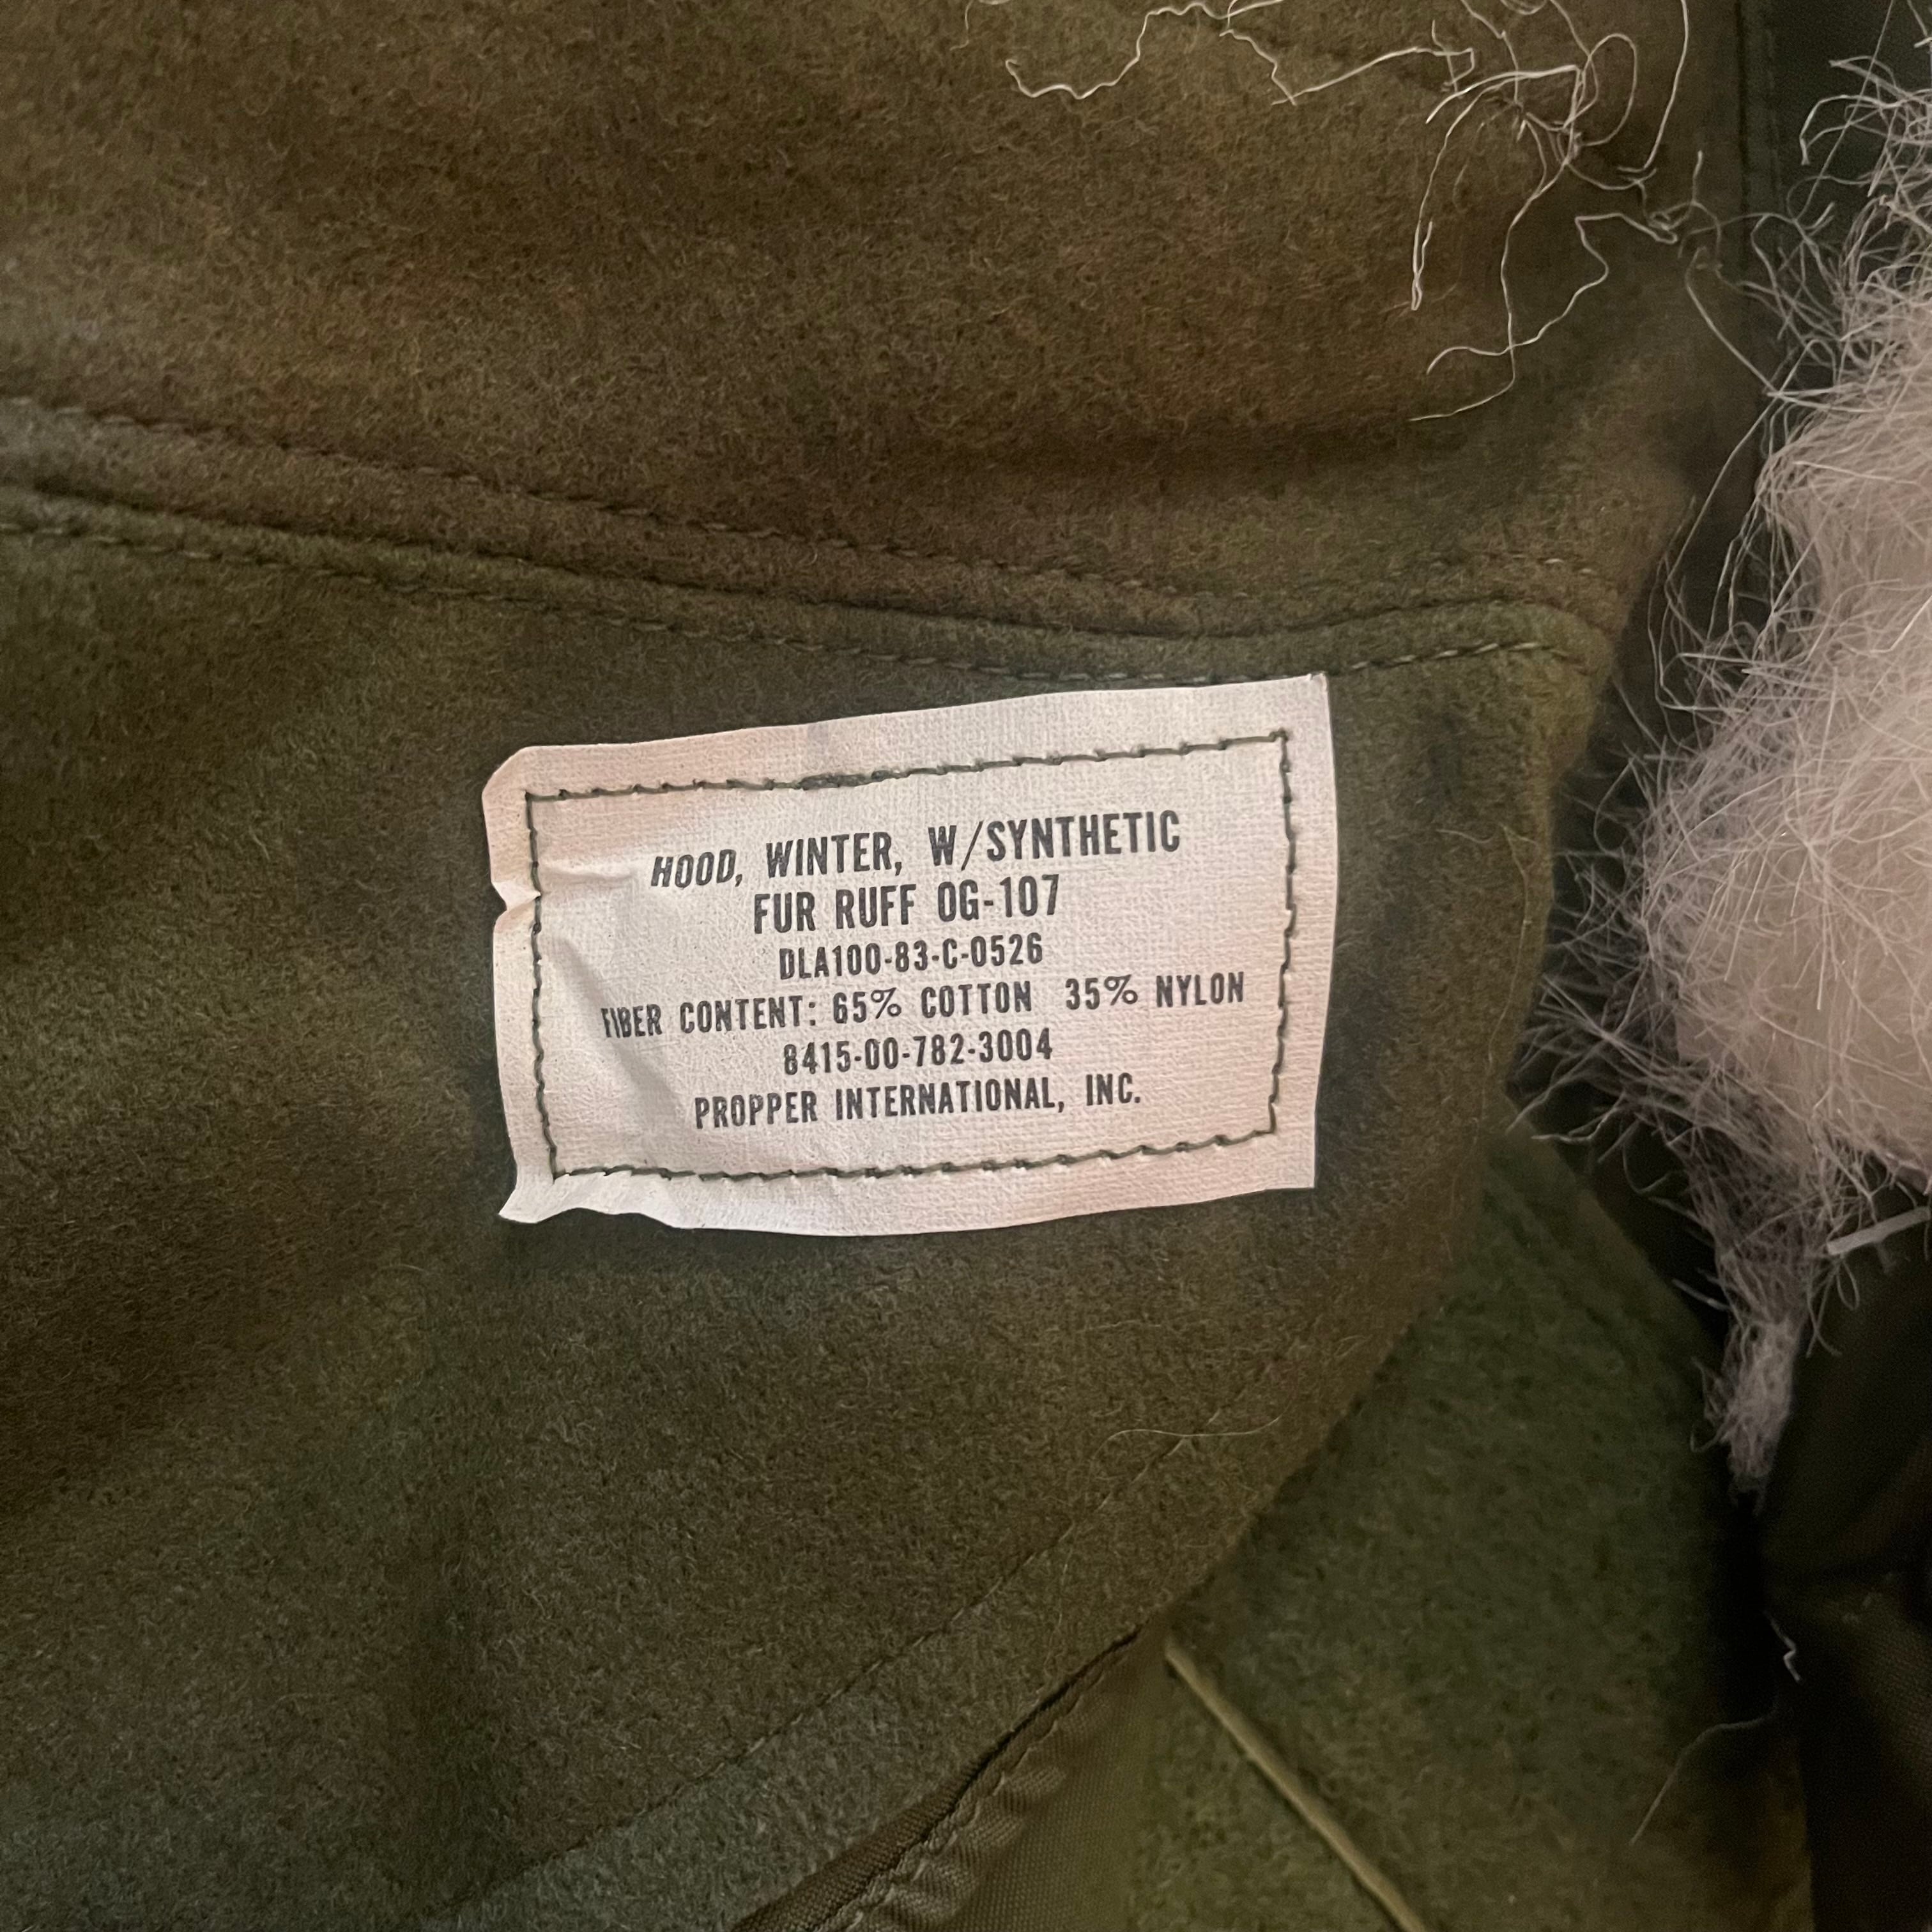 HOOD, WINTER, W/SYNTHETIC
FUR RUFF OG-107
DLA100-83-C-0526
FIBER CONTENT: 65% COTTON 35% NYLON
8415-00-782-3004
PROPPER INTERNATIONAL, INC.